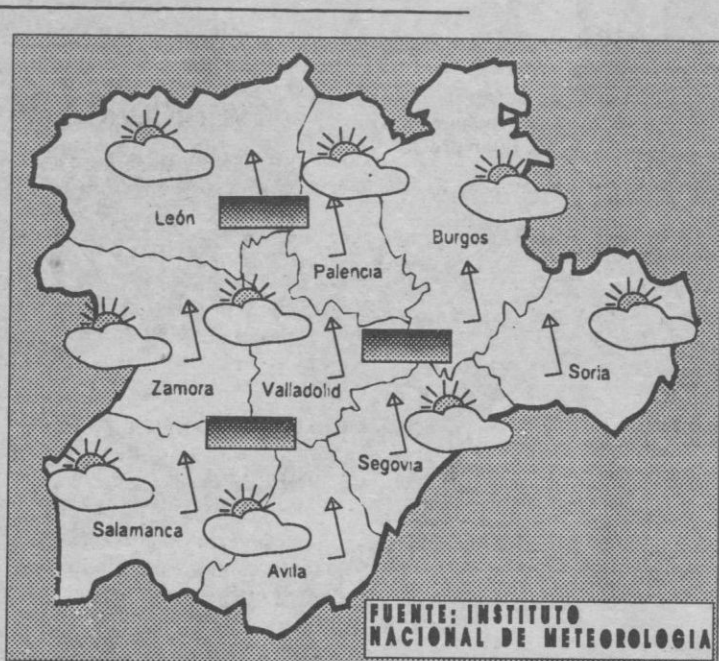 León
Palencia
Burgos
Zamora
Valladolid
Soria
Segovia
Salamanca
Avila
FUENTE: INSTITUTO
NACIONAL DE METEOROLOGIA